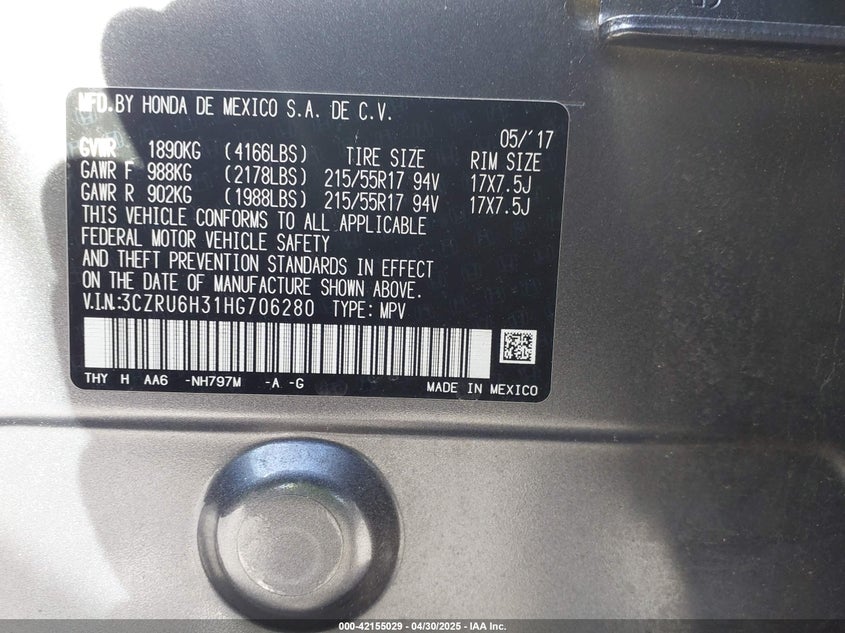 MFD.BY HONDA DE MEXICO S.A. DE C.V.
05/'17
GVWR 1890KG (4166LBS) TIRE SIZE RIM SIZE
GAWR F 988KG (2178LBS) 215/55R17 94V 17X7.5J
GAWR R 902KG (1988LBS) 215/55R17 94V 17X7.5J
THIS VEHICLE CONFORMS TO ALL APPLICABLE
FEDERAL MOTOR VEHICLE SAFETY
AND THEFT PREVENTION STANDARDS IN EFFECT
ON THE DATE OF MANUFACTURE SHOWN ABOVE.
V.I.N.:3CZRU6H31HG706280 TYPE: MPV
THY H AA6 -NH797M -A -G MADE IN MEXICO
000-42155029 - 04/30/2025 - IAA Inc.